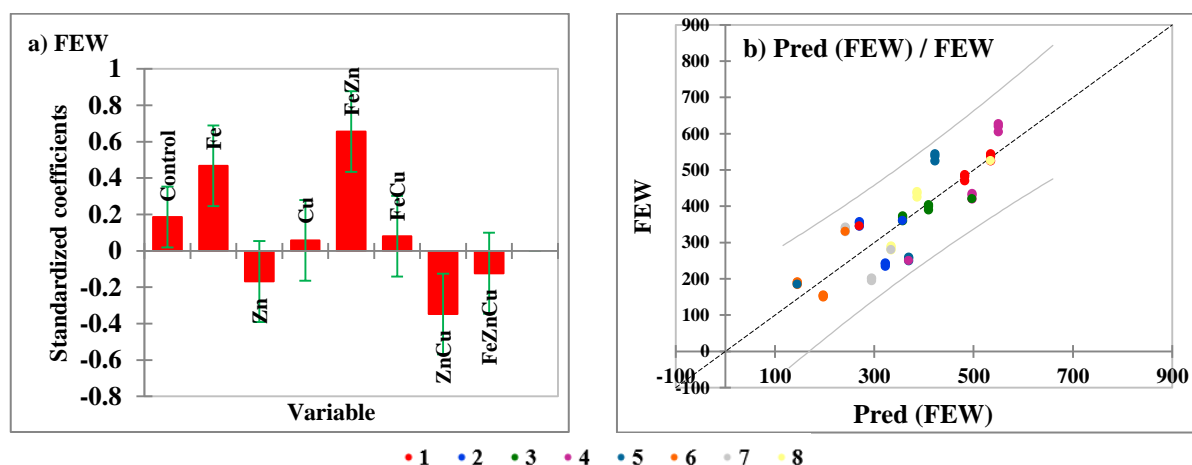 a) FEW
1
0.8
0.6
0.4
0.2
0
-0.2
-0.4
-0.6
-0.8
Standardized coefficients
Control
Fe
Zn
Cu
FeZn
FeCu
ZnCu
FeZnCu
Variable
b) Pred (FEW) / FEW
900
800
700
600
500
400
300
200
100
0
-100
FEW
-100 100 300 500 700 900
Pred (FEW)
1 2 3 4 5 6 7 8